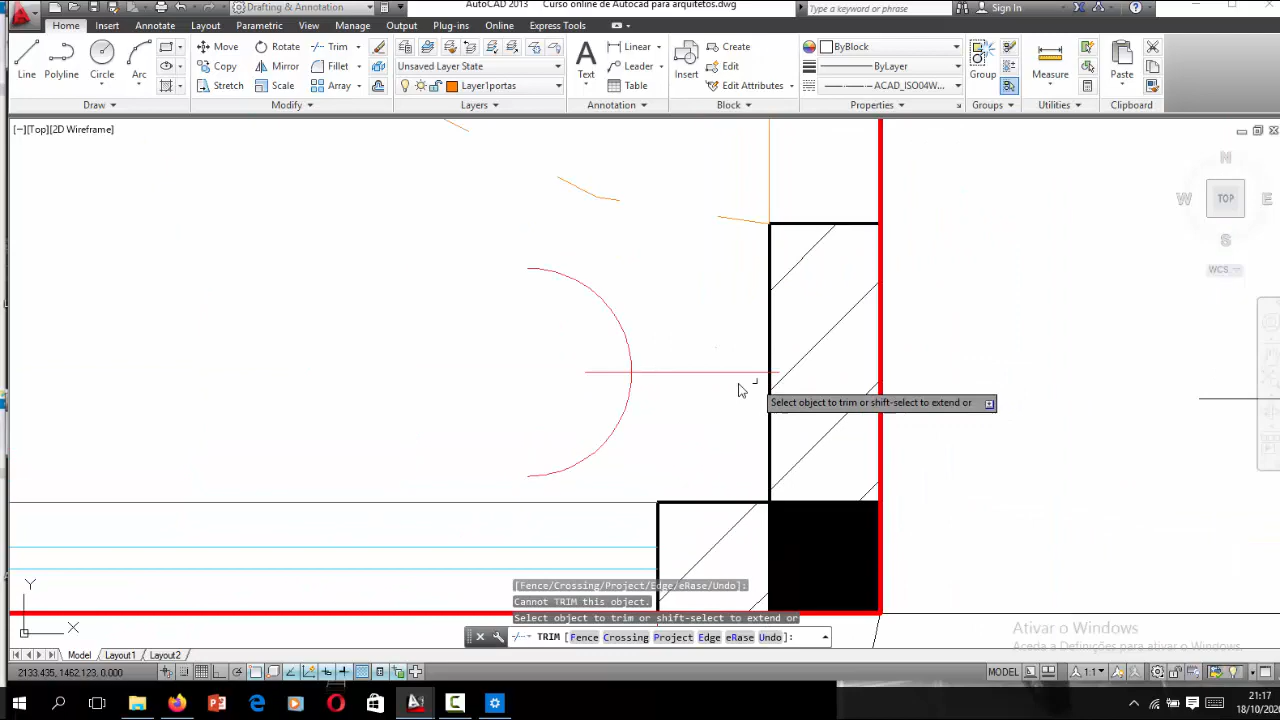 AutoCAD 2013 Curso online de Autocad para arquitetos.dwg
Drafting & Annotation
Type a keyword or phrase
Sign In
Home Insert Annotate Layout Parametric View Manage Output Plug-ins Online Express Tools
Line Polyline Circle Arc
Move Rotate Trim
Copy Mirror Fillet
Stretch Scale Array
Unsaved Layer State
Layer1portas
Text
Linear
Leader
Table
Insert
Create
Edit
Edit Attributes
ByBlock
ByLayer
ACAD_ISO04W...
Group
Measure
Paste
Draw Modify Layers Annotation Block Properties Groups Utilities Clipboard
[−][Top][2D Wireframe]
N
W TOP E
S
WCS
Select object to trim or shift-select to extend or
[Fence/Crossing/Project/Edge/eRase/Undo]:
Cannot TRIM this object.
Select object to trim or shift-select to extend or
TRIM [Fence Crossing Project Edge eRase Undo]:
Y
X
Ativar o Windows
Aceda a Definições para ativar o Windows.
Model Layout1 Layout2
2133.435, 1462.123, 0.000
MODEL
1:1
21:17